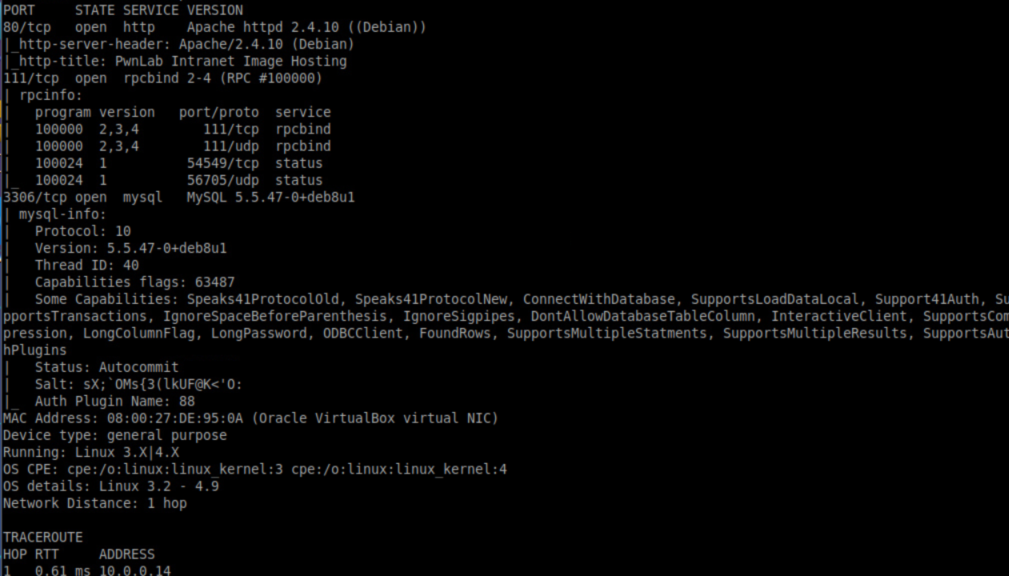 PORT     STATE SERVICE VERSION
80/tcp   open  http    Apache httpd 2.4.10 ((Debian))
|_http-server-header: Apache/2.4.10 (Debian)
|_http-title: PwnLab Intranet Image Hosting
111/tcp  open  rpcbind 2-4 (RPC #100000)
| rpcinfo:
|   program version   port/proto  service
|   100000  2,3,4        111/tcp  rpcbind
|   100000  2,3,4        111/udp  rpcbind
|   100024  1          54549/tcp  status
|_  100024  1          56705/udp  status
3306/tcp open  mysql   MySQL 5.5.47-0+deb8u1
| mysql-info:
|   Protocol: 10
|   Version: 5.5.47-0+deb8u1
|   Thread ID: 40
|   Capabilities flags: 63487
|   Some Capabilities: Speaks41ProtocolOld, Speaks41ProtocolNew, ConnectWithDatabase, SupportsLoadDataLocal, Support41Auth, Su
pportsTransactions, IgnoreSpaceBeforeParenthesis, IgnoreSigpipes, DontAllowDatabaseTableColumn, InteractiveClient, SupportsCom
pression, LongColumnFlag, LongPassword, ODBCClient, FoundRows, SupportsMultipleStatments, SupportsMultipleResults, SupportsAut
hPlugins
|   Status: Autocommit
|   Salt: sX;`OMs{3(lkUF@K<'O:
|_  Auth Plugin Name: 88
MAC Address: 08:00:27:DE:95:0A (Oracle VirtualBox virtual NIC)
Device type: general purpose
Running: Linux 3.X|4.X
OS CPE: cpe:/o:linux:linux_kernel:3 cpe:/o:linux:linux_kernel:4
OS details: Linux 3.2 - 4.9
Network Distance: 1 hop
TRACEROUTE
HOP RTT     ADDRESS
1   0.61 ms 10.0.0.14